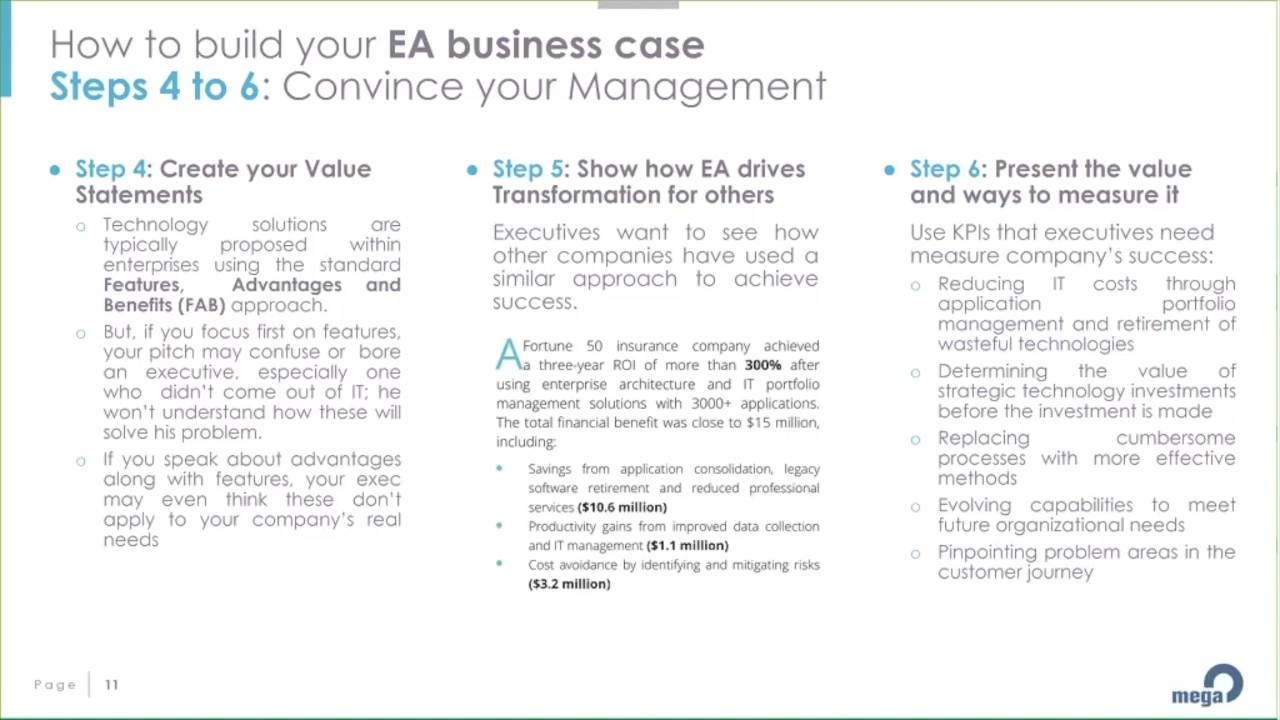 How to build your EA business case
Steps 4 to 6: Convince your Management
● Step 4: Create your Value
Statements
o Technology solutions are
typically proposed within
enterprises using the standard
Features, Advantages and
Benefits (FAB) approach.
o But, if you focus first on features,
your pitch may confuse or bore
an executive, especially one
who didn't come out of IT; he
won't understand how these will
solve his problem.
o If you speak about advantages
along with features, your exec
may even think these don't
apply to your company's real
needs
● Step 5: Show how EA drives
Transformation for others
Executives want to see how
other companies have used a
similar approach to achieve
success.
A Fortune 50 insurance company achieved
a three-year ROI of more than 300% after
using enterprise architecture and IT portfolio
management solutions with 3000+ applications.
The total financial benefit was close to $15 million,
including:
• Savings from application consolidation, legacy
software retirement and reduced professional
services ($10.6 million)
• Productivity gains from improved data collection
and IT management ($1.1 million)
• Cost avoidance by identifying and mitigating risks
($3.2 million)
● Step 6: Present the value
and ways to measure it
Use KPIs that executives need
measure company's success:
o Reducing IT costs through
application portfolio
management and retirement of
wasteful technologies
o Determining the value of
strategic technology investments
before the investment is made
o Replacing cumbersome
processes with more effective
methods
o Evolving capabilities to meet
future organizational needs
o Pinpointing problem areas in the
customer journey
Page 11
mega